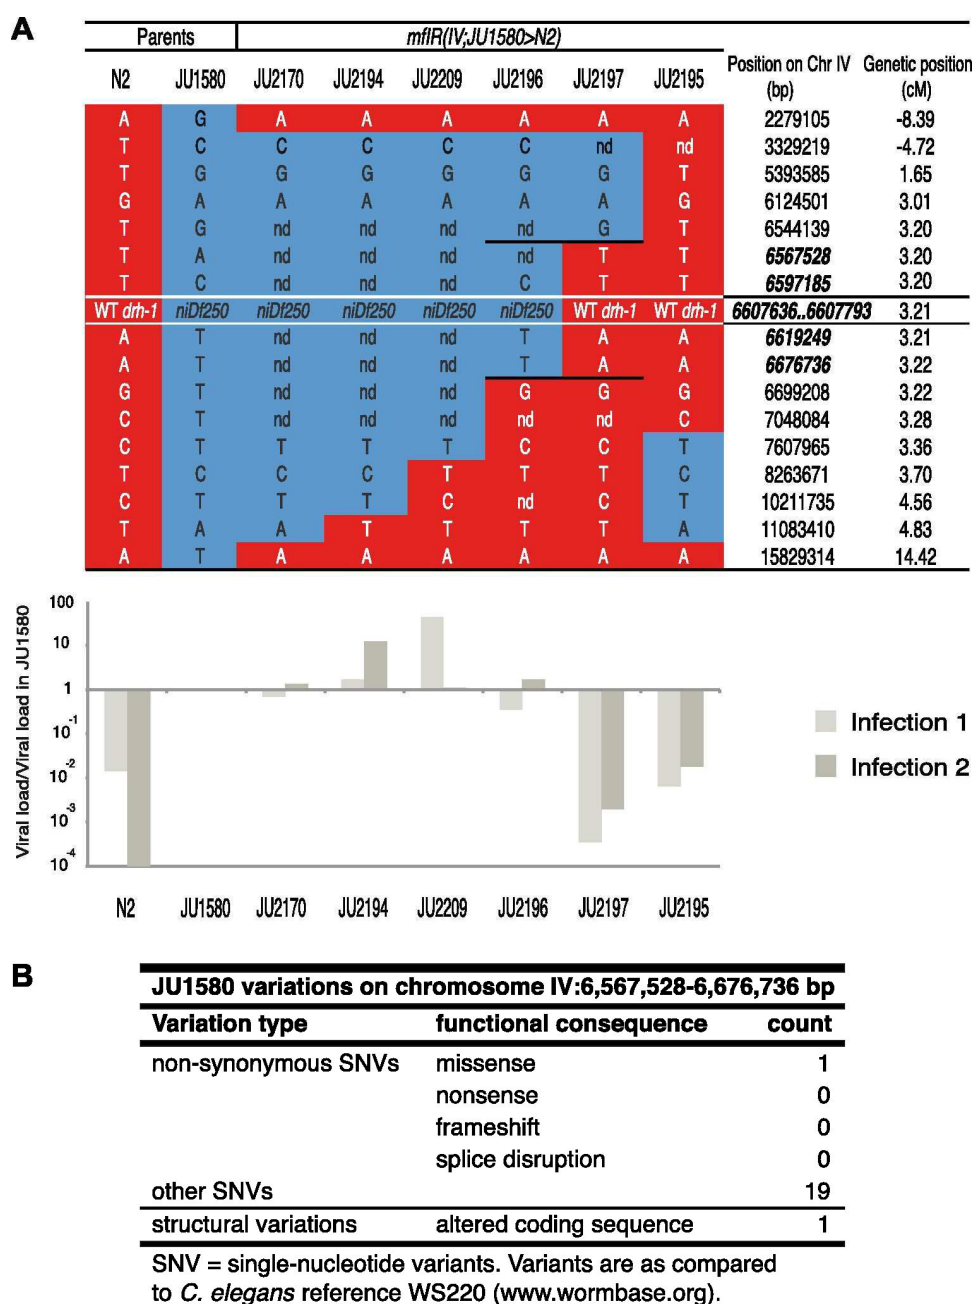 A
Parents mfIR(IV;JU1580>N2)
N2 JU1580 JU2170 JU2194 JU2209 JU2196 JU2197 JU2195 Position on Chr IV (bp) Genetic position (cM)
A G A A A A A A 2279105 -8.39
T C C C C C nd nd 3329219 -4.72
T G G G G G G T 5393585 1.65
G A A A A A A G 6124501 3.01
T G nd nd nd nd G T 6544139 3.20
T A nd nd nd nd T T 6567528 3.20
T C nd nd nd C T T 6597185 3.20
WT drh-1 niDf250 niDf250 niDf250 niDf250 niDf250 WT drh-1 WT drh-1 6607636..6607793 3.21
A T nd nd nd T A A 6619249 3.21
A T nd nd nd T A A 6676736 3.22
G T nd nd nd G G G 6699208 3.22
C T nd nd nd nd nd C 7048084 3.28
C T T T T C C T 7607965 3.36
T C C C T T T C 8263671 3.70
C T T T C nd C T 10211735 4.56
T A A T T T T A 11083410 4.83
A T A A A A A A 15829314 14.42
Viral load/Viral load in JU1580
100
10
1
10-1
10-2
10-3
10-4
N2 JU1580 JU2170 JU2194 JU2209 JU2196 JU2197 JU2195
Infection 1
Infection 2
B
JU1580 variations on chromosome IV:6,567,528-6,676,736 bp
Variation type functional consequence count
non-synonymous SNVs missense 1
nonsense 0
frameshift 0
splice disruption 0
other SNVs 19
structural variations altered coding sequence 1
SNV = single-nucleotide variants. Variants are as compared
to C. elegans reference WS220 (www.wormbase.org).